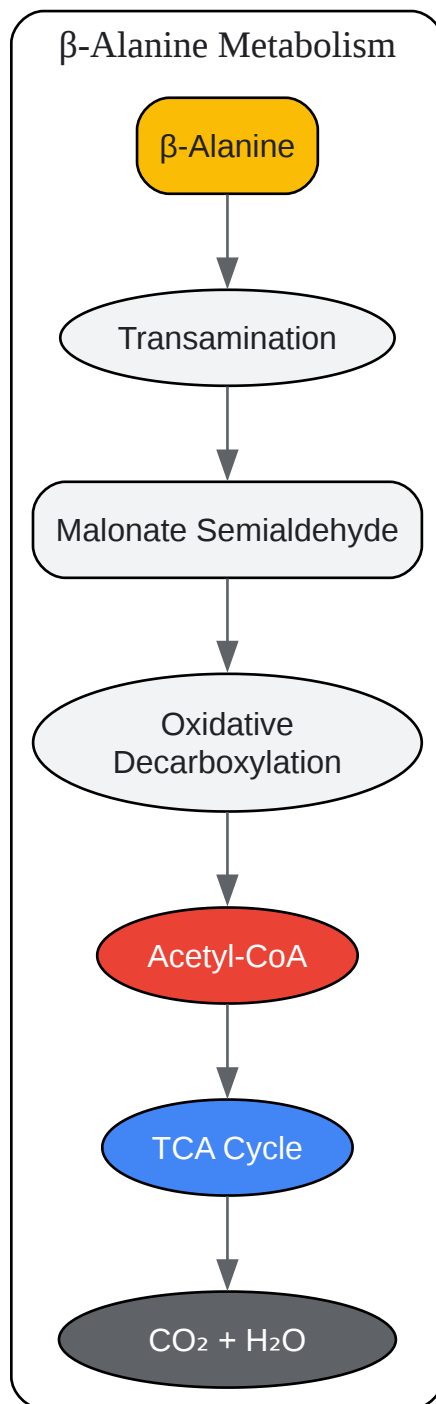 β-Alanine Metabolism
β-Alanine
Transamination
Malonate Semialdehyde
Oxidative
Decarboxylation
Acetyl-CoA
TCA Cycle
CO₂ + H₂O